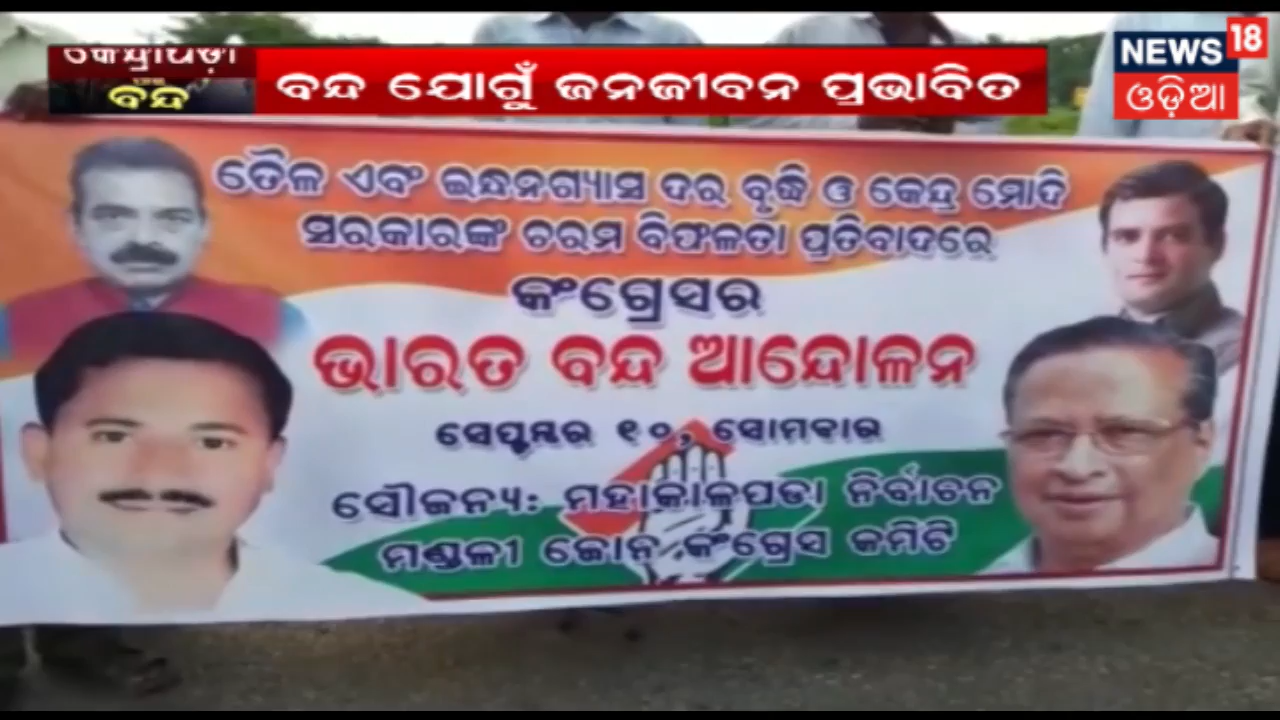 କେନ୍ଦ୍ରାପଡ଼ା
ବନ୍ଦ
ବନ୍ଦ ଯୋଗୁଁ ଜନଜୀବନ ପ୍ରଭାବିତ
NEWS 18
ଓଡ଼ିଆ
ତୈଳ ଏବଂ ଇନ୍ଧନଗ୍ୟାସ ଦର ବୃଦ୍ଧି ଓ କେନ୍ଦ୍ର ମୋଦି
ସରକାରଙ୍କ ଚରମ ବିଫଳତା ପ୍ରତିବାଦରେ
କଂଗ୍ରେସର
ଭାରତ ବନ୍ଦ ଆନ୍ଦୋଳନ
ସେପ୍ଟେମ୍ବର ୧୦, ସୋମବାର
ସୌଜନ୍ୟ: ମହାକାଳପଡା ନିର୍ବାଚନ
ମଣ୍ଡଳୀ ଜୋନ କଂଗ୍ରେସ କମିଟି